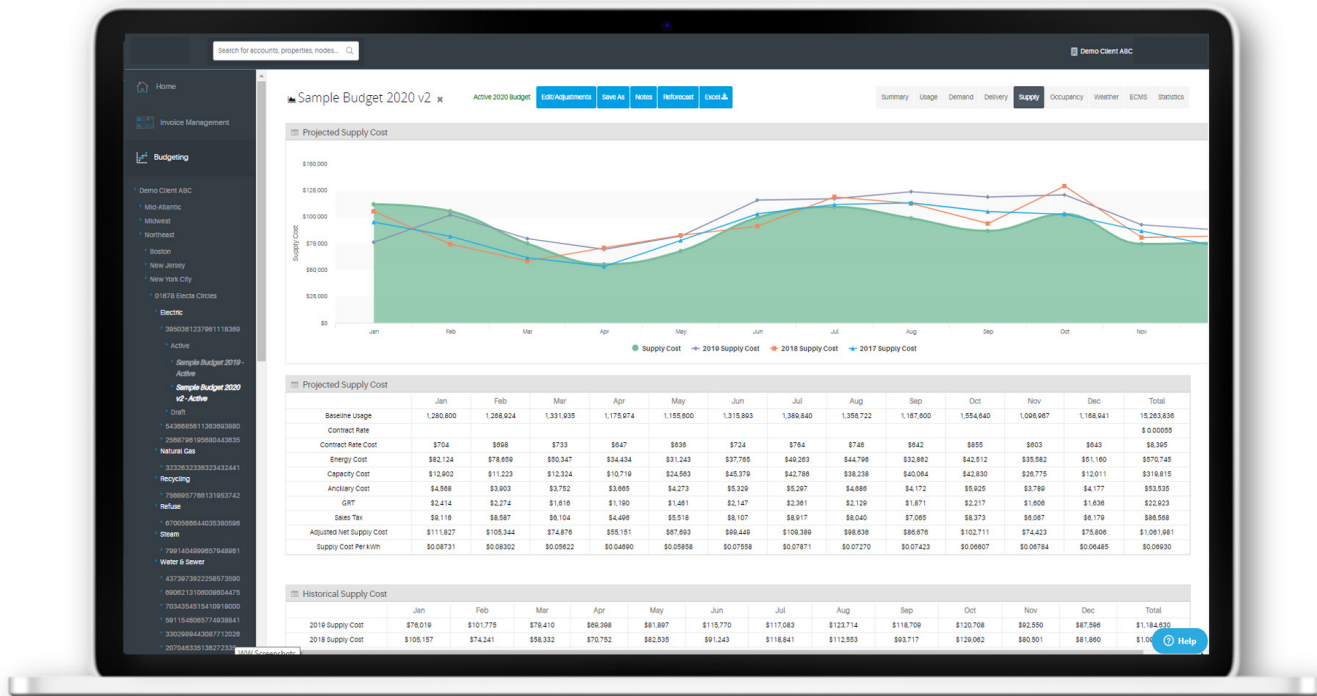 Search for accounts, properties, nodes...
Demo Client ABC
Home
Invoice Management
Budgeting
Demo Client ABC
Mid-Atlantic
Midwest
Northeast
Boston
New Jersey
New York City
01878 Electa Circles
Electric
3950361237961118369
Active
Sample Budget 2019 -
Active
Sample Budget 2020
v2 - Active
Draft
5436685611363693880
2568796195680443635
Natural Gas
3232632336323432441
Recycling
7566957766131953742
Refuse
6700566644035380596
Steam
7991404999657948961
Water & Sewer
4373973922258573590
6906213106008604475
7034354515410919000
5911546065774938841
3302989443087712026
WW Screenshots
Sample Budget 2020 v2 ×
Active 2020 Budget
Edit/Adjustments Save As Notes Reforecast Excel
Summary Usage Demand Delivery Supply Occupancy Weather ECMS Statistics
Projected Supply Cost
Supply Cost
$150,000
$125,000
$100,000
$75,000
$50,000
$25,000
$0
Jan Feb Mar Apr May Jun Jul Aug Sep Oct Nov
Supply Cost 2019 Supply Cost 2018 Supply Cost 2017 Supply Cost
Projected Supply Cost
Jan Feb Mar Apr May Jun Jul Aug Sep Oct Nov Dec Total
Baseline Usage 1,280,800 1,268,924 1,331,935 1,175,974 1,155,600 1,315,893 1,389,840 1,356,722 1,167,600 1,554,640 1,096,967 1,168,941 15,263,836
Contract Rate $ 0.00055
Contract Rate Cost $704 $698 $733 $647 $636 $724 $764 $746 $642 $855 $603 $643 $8,395
Energy Cost $82,124 $78,659 $50,347 $34,434 $31,243 $37,765 $49,263 $44,796 $32,862 $42,512 $35,582 $51,160 $570,745
Capacity Cost $12,902 $11,223 $12,324 $10,719 $24,563 $45,379 $42,786 $38,238 $40,064 $42,830 $26,775 $12,011 $319,815
Ancillary Cost $4,568 $3,903 $3,752 $3,665 $4,273 $5,329 $5,297 $4,686 $4,172 $5,925 $3,789 $4,177 $53,535
GRT $2,414 $2,274 $1,616 $1,190 $1,461 $2,147 $2,361 $2,129 $1,871 $2,217 $1,606 $1,636 $22,923
Sales Tax $9,116 $8,587 $6,104 $4,496 $5,518 $8,107 $8,917 $8,040 $7,065 $8,373 $6,067 $6,179 $86,568
Adjusted Net Supply Cost $111,827 $105,344 $74,876 $55,151 $67,693 $99,449 $109,389 $98,636 $86,676 $102,711 $74,423 $75,806 $1,061,981
Supply Cost Per kWh $0.08731 $0.08302 $0.05622 $0.04690 $0.05858 $0.07558 $0.07871 $0.07270 $0.07423 $0.06607 $0.06784 $0.06485 $0.06930
Historical Supply Cost
Jan Feb Mar Apr May Jun Jul Aug Sep Oct Nov Dec Total
2019 Supply Cost $76,019 $101,775 $79,410 $69,398 $81,897 $115,770 $117,083 $123,714 $118,709 $120,708 $92,550 $87,596 $1,184,630
2018 Supply Cost $105,157 $74,241 $58,332 $70,752 $82,535 $91,243 $118,841 $112,553 $93,717 $129,062 $80,501 $81,860
Help